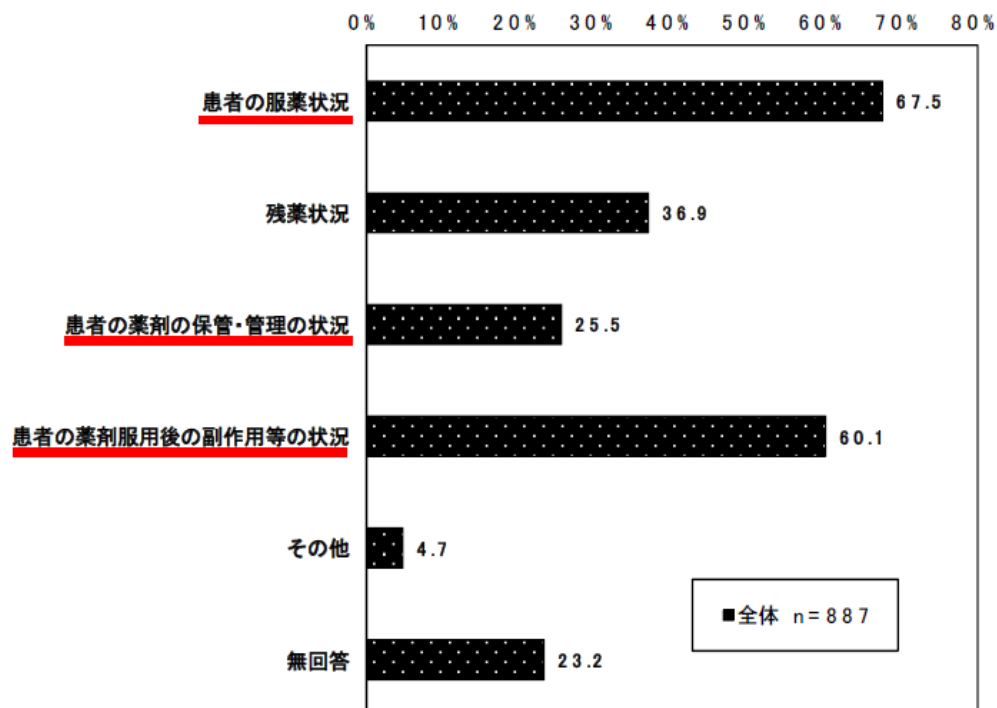 0% 10% 20% 30% 40% 50% 60% 70% 80%
患者の服薬状況 67.5
残薬状況 36.9
患者の薬剤の保管・管理の状況 25.5
患者の薬剤服用後の副作用等の状況 60.1
その他 4.7
■全体 n=887
無回答 23.2